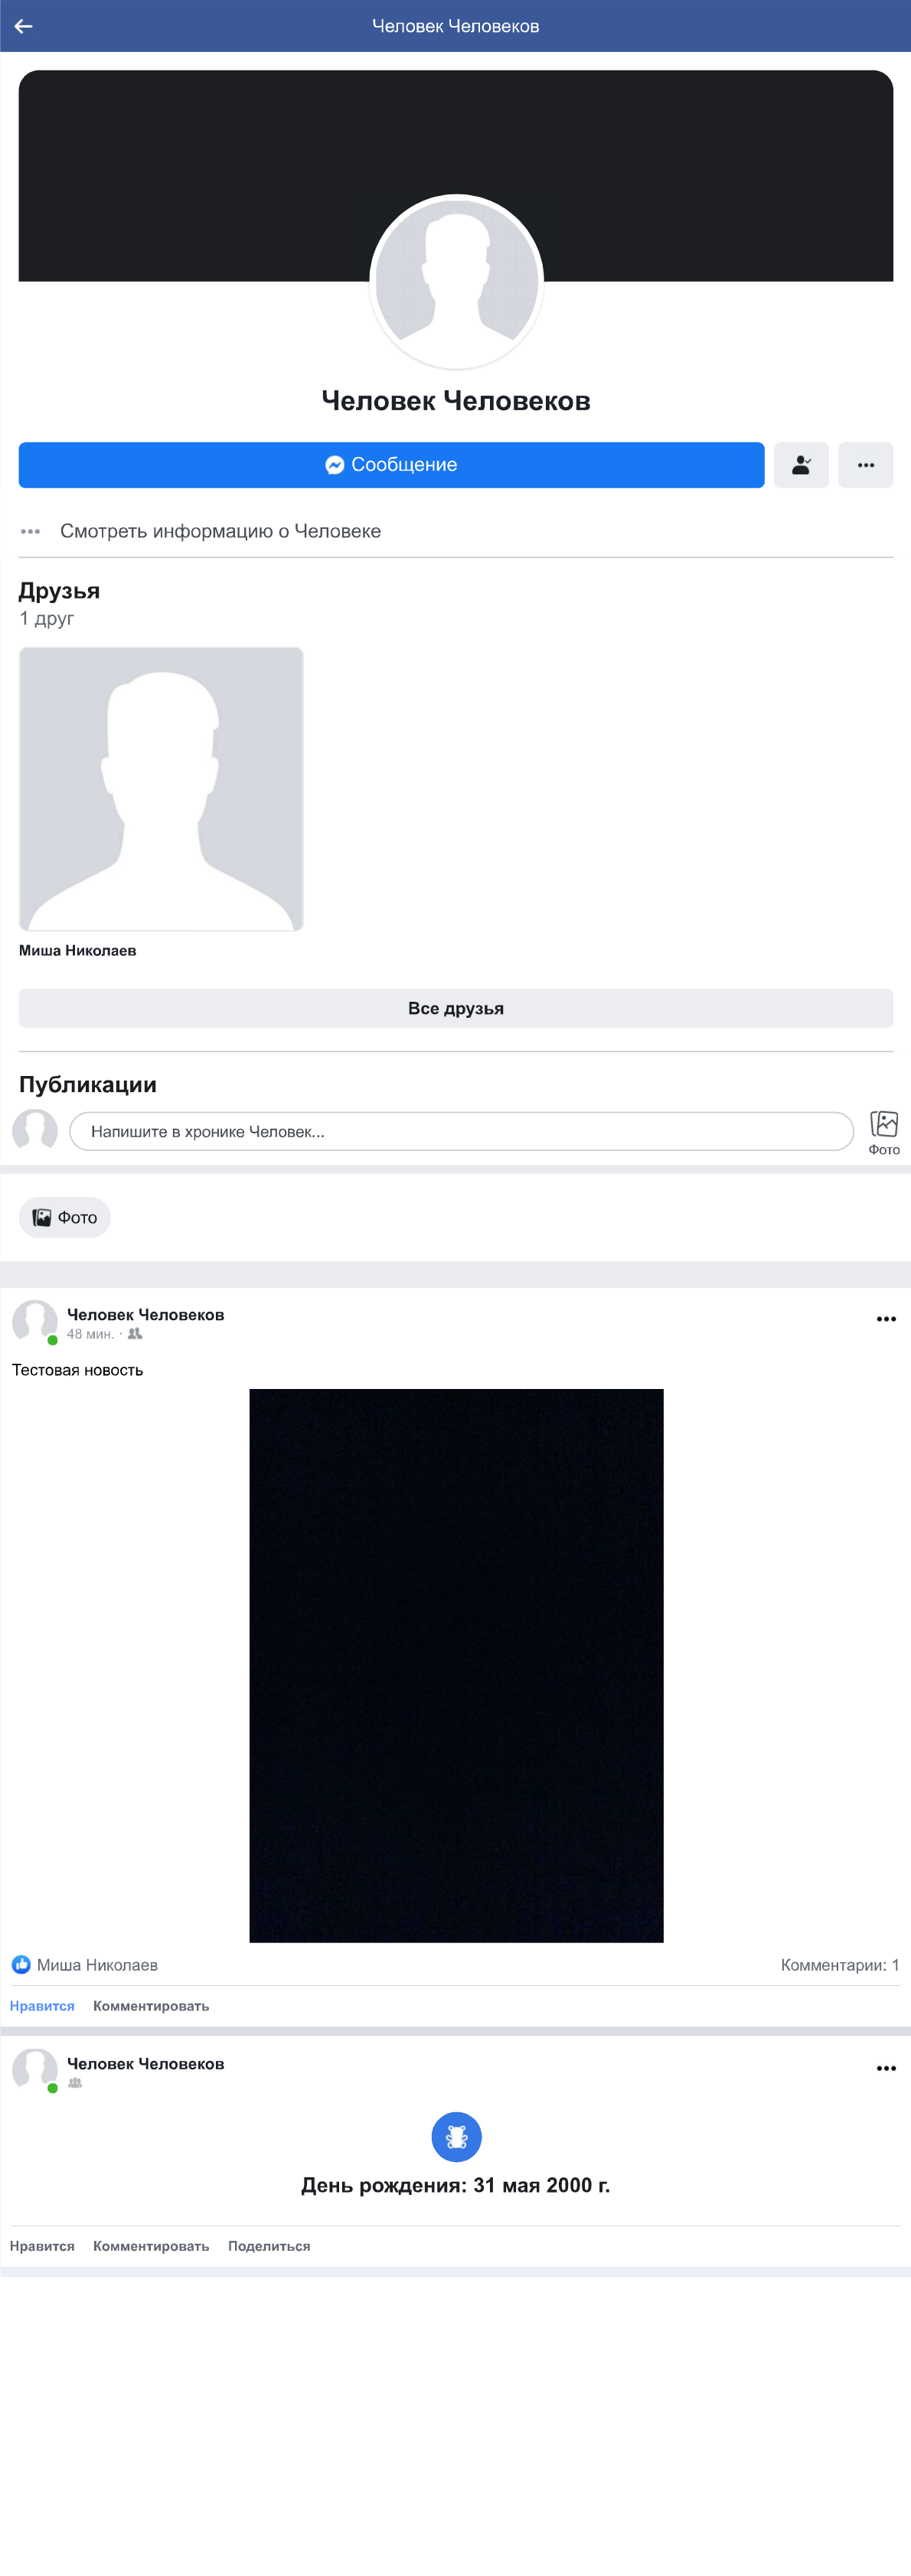 Человек Человеков
Человек Человеков
Сообщение
Смотреть информацию о Человеке
Друзья
1 друг
Миша Николаев
Все друзья
Публикации
Напишите в хронике Человек...
Фото
Фото
Человек Человеков
48 мин. ·
Тестовая новость
Миша Николаев Комментарии: 1
Нравится Комментировать
Человек Человеков
День рождения: 31 мая 2000 г.
Нравится Комментировать Поделиться